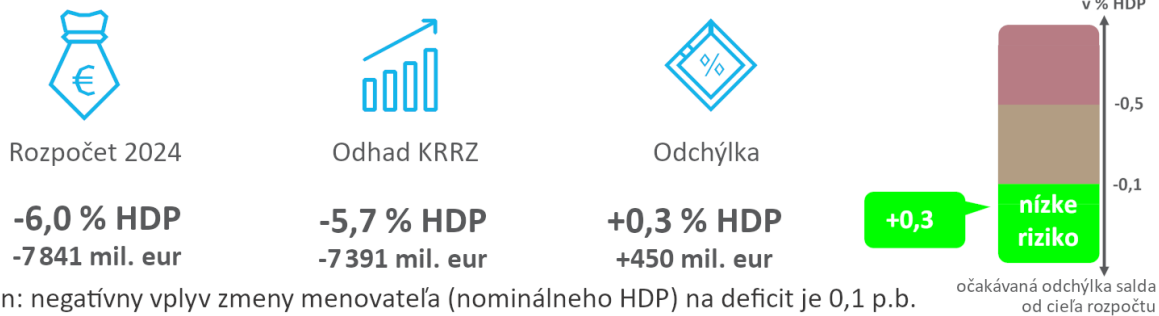 v % HDP
€
%
-0,5
Rozpočet 2024
Odhad KRRZ
Odchýlka
-0,1
-6,0 % HDP
-5,7 % HDP
+0,3 % HDP
+0,3
nízke
riziko
-7 841 mil. eur
-7 391 mil. eur
+450 mil. eur
očakávaná odchýlka salda
od cieľa rozpočtu
n: negatívny vplyv zmeny menovateľa (nominálneho HDP) na deficit je 0,1 p.b.